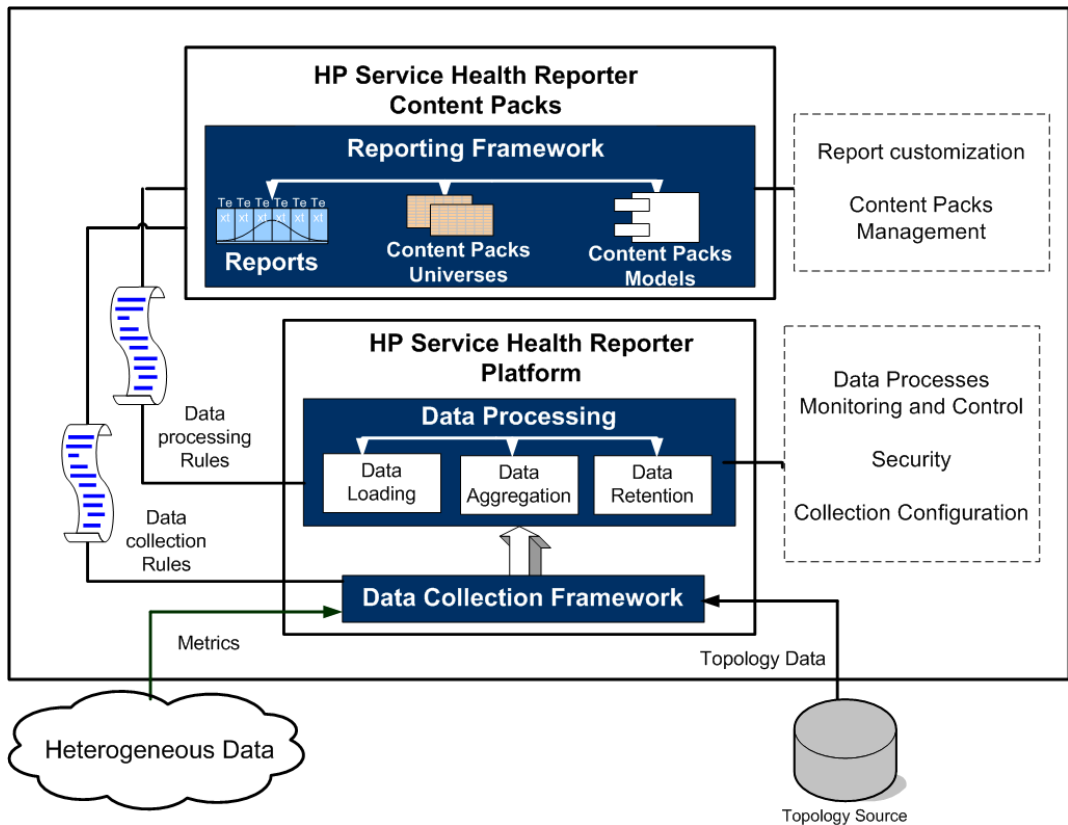 HP Service Health Reporter
Content Packs
Reporting Framework
Te Te Te Te Te Te
xt xt xt xt xt xt
Reports
Content Packs
Universes
Content Packs
Models
Report customization
Content Packs
Management
HP Service Health Reporter
Platform
Data Processing
Data
Loading
Data
Aggregation
Data
Retention
Data Processes
Monitoring and Control
Security
Collection Configuration
Data
processing
Rules
Data
collection
Rules
Data Collection Framework
Metrics
Topology Data
Heterogeneous Data
Topology Source